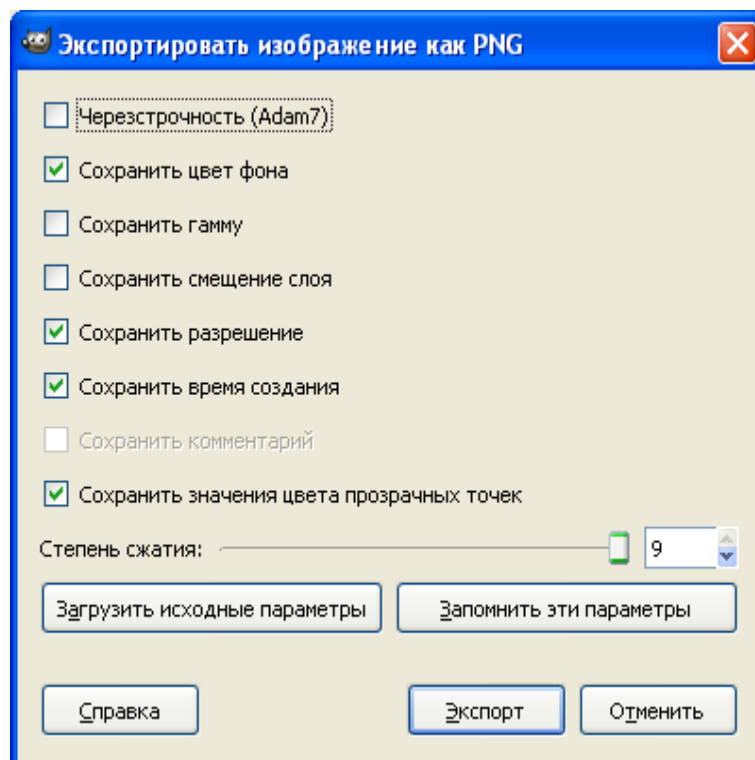 Экспортировать изображение как PNG
Черезстрочность (Adam7)
Сохранить цвет фона
Сохранить гамму
Сохранить смещение слоя
Сохранить разрешение
Сохранить время создания
Сохранить комментарий
Сохранить значения цвета прозрачных точек
Степень сжатия: 9
Загрузить исходные параметры Запомнить эти параметры
Справка Экспорт Отменить